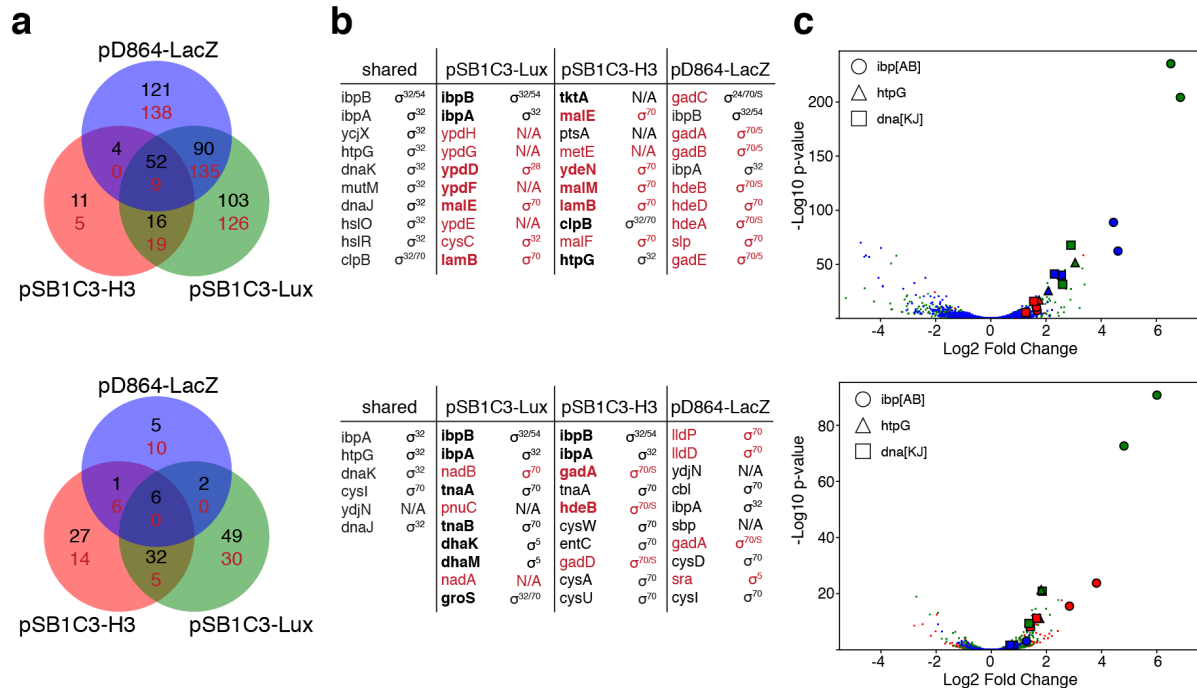 a
pD864-LacZ
121
138
4
0
52
0
90
135
11
5
16
19
103
126
pSB1C3-H3
pSB1C3-Lux
b
shared pSB1C3-Lux pSB1C3-H3 pD864-LacZ
ibpB σ32/54 ibpB σ32/54 tktA N/A gadC σ24/70/S
ibpA σ32 ibpA σ32 malE σ70 ibpB σ32/54
ycjX σ32 ypdH N/A ptsA N/A gadA σ70/5
htpG σ32 ypdG N/A metE N/A gadB σ70/5
dnaK σ32 ypdD σ28 ydeN σ70 ibpA σ32
mutM σ32 ypdF N/A malM σ70 hdeB σ70/S
dnaJ σ32 malE σ70 lamB σ70 hdeD σ70
hslO σ32 ypdE N/A clpB σ32/70 hdeA σ70/S
hslR σ32 cysC σ32 malF σ70 slp σ70
clpB σ32/70 lamB σ70 htpG σ32 gadE σ70/5
c
ibp[AB]
htpG
dna[KJ]
200
150
100
50
-Log10 p-value
-4 -2 0 2 4 6
Log2 Fold Change
pD864-LacZ
5
10
1
6
6
0
2
0
27
14
32
5
49
30
pSB1C3-H3
pSB1C3-Lux
shared pSB1C3-Lux pSB1C3-H3 pD864-LacZ
ibpA σ32 ibpB σ32/54 ibpB σ32/54 lldP σ70
htpG σ32 ibpA σ32 ibpA σ32 lldD σ70
dnaK σ32 nadB σ70 gadA σ70/S ydjN N/A
cysI σ70 tnaA σ70 tnaA σ70 cbl σ70
ydjN N/A pnuC N/A hdeB σ70/S ibpA σ32
dnaJ σ32 tnaB σ70 cysW σ70 sbp N/A
dhaK σ5 entC σ70 gadA σ70/S
dhaM σ5 gadD σ70/S cysD σ70
nadA N/A cysA σ70 sra σ5
groS σ32/70 cysU σ70 cysI σ70
ibp[AB]
htpG
dna[KJ]
80
60
40
20
-Log10 p-value
-4 -2 0 2 4 6
Log2 Fold Change